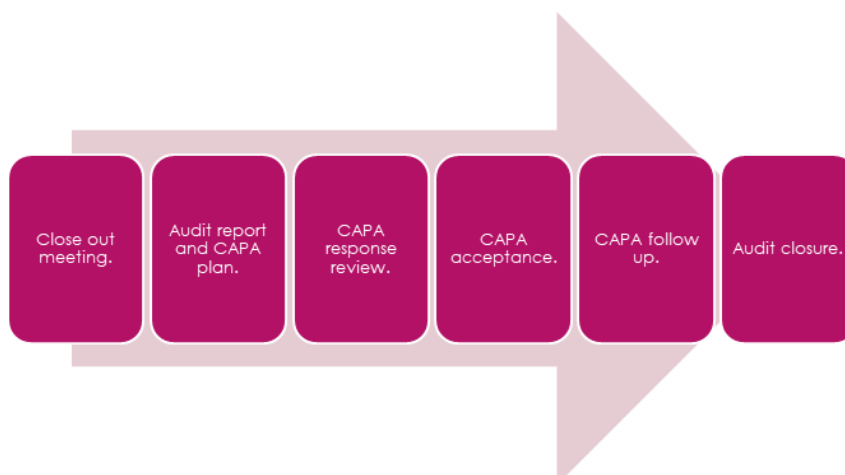 Close out
meeting.
Audit report
and CAPA
plan.
CAPA
response
review.
CAPA
acceptance.
CAPA follow
up.
Audit closure.